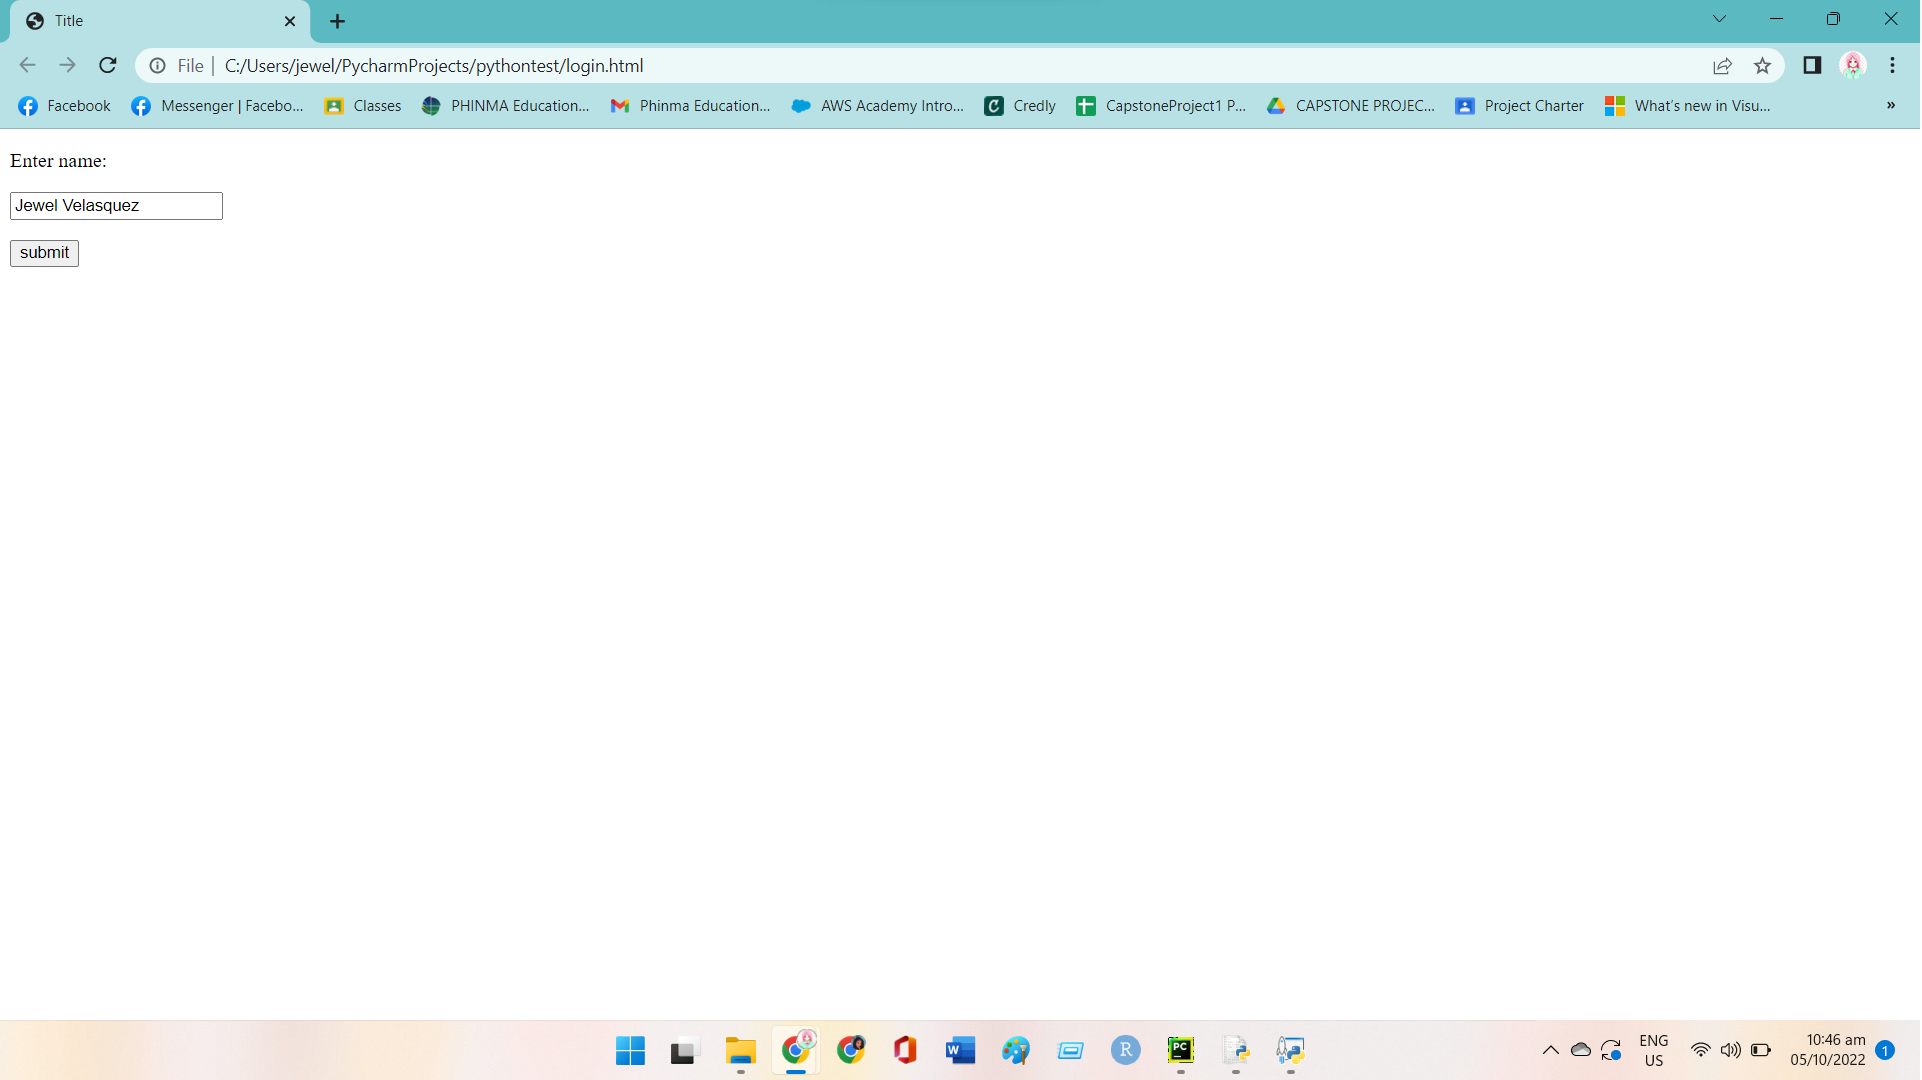 Title
File
C:/Users/jewel/PycharmProjects/pythontest/login.html
Facebook
Messenger | Facebo...
Classes
PHINMA Education...
Phinma Education...
AWS Academy Intro...
Credly
CapstoneProject1 P...
CAPSTONE PROJEC...
Project Charter
What's new in Visu...
»
Enter name:
Jewel Velasquez
submit
W
R
PC
ENG
US
10:46 am
05/10/2022
1